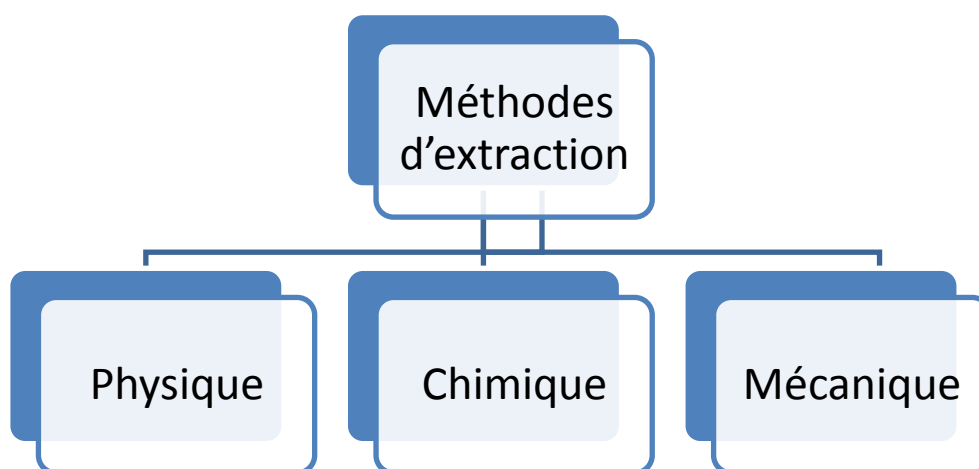 Méthodes
d’extraction
Physique
Chimique
Mécanique